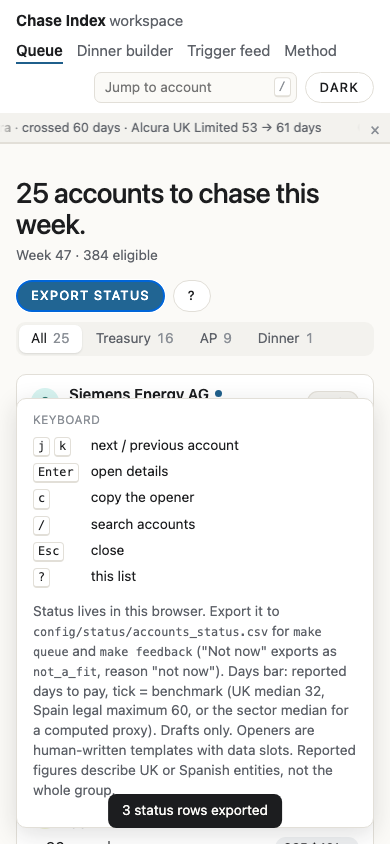 Chase Index workspace
Queue Dinner builder Trigger feed Method
Jump to account /
DARK
· crossed 60 days · Alcura UK Limited 53 → 61 days ×
25 accounts to chase this
week.
Week 47 · 384 eligible
EXPORT STATUS ?
All 25 Treasury 16 AP 9 Dinner 1
Siemens Energy AG
KEYBOARD
j k next / previous account
Enter open details
c copy the opener
/ search accounts
Esc close
? this list
Status lives in this browser. Export it to
config/status/accounts_status.csv for make
queue and make feedback ("Not now" exports as
not_a_fit, reason "not now"). Days bar: reported
days to pay, tick = benchmark (UK median 32,
Spain legal maximum 60, or the sector median for
a computed proxy). Drafts only. Openers are
human-written templates with data slots. Reported
figures describe UK or Spanish entities, not the
whole group.
3 status rows exported